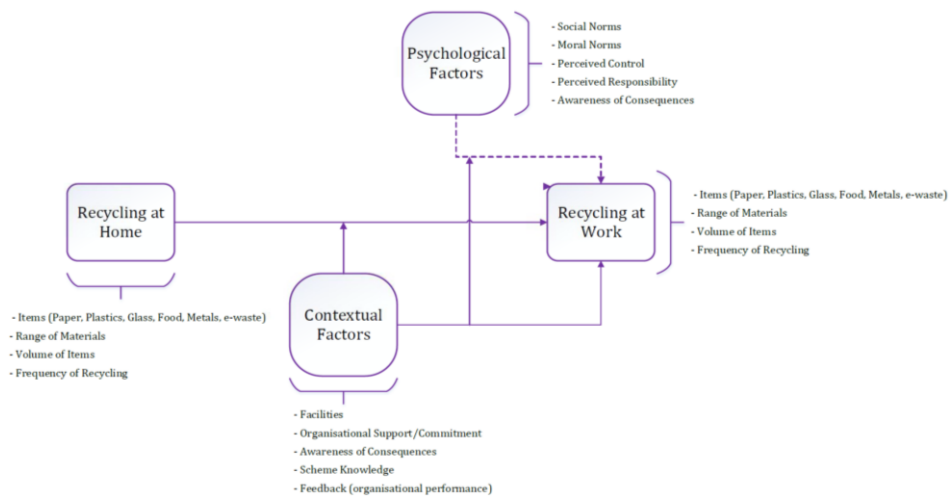 Psychological
Factors
- Social Norms
- Moral Norms
- Perceived Control
- Perceived Responsibility
- Awareness of Consequences
Recycling at
Home
Recycling at
Work
- Items (Paper, Plastics, Glass, Food, Metals, e-waste)
- Range of Materials
- Volume of Items
- Frequency of Recycling
- Items (Paper, Plastics, Glass, Food, Metals, e-waste)
- Range of Materials
- Volume of Items
- Frequency of Recycling
Contextual
Factors
- Facilities
- Organisational Support/Commitment
- Awareness of Consequences
- Scheme Knowledge
- Feedback (organisational performance)